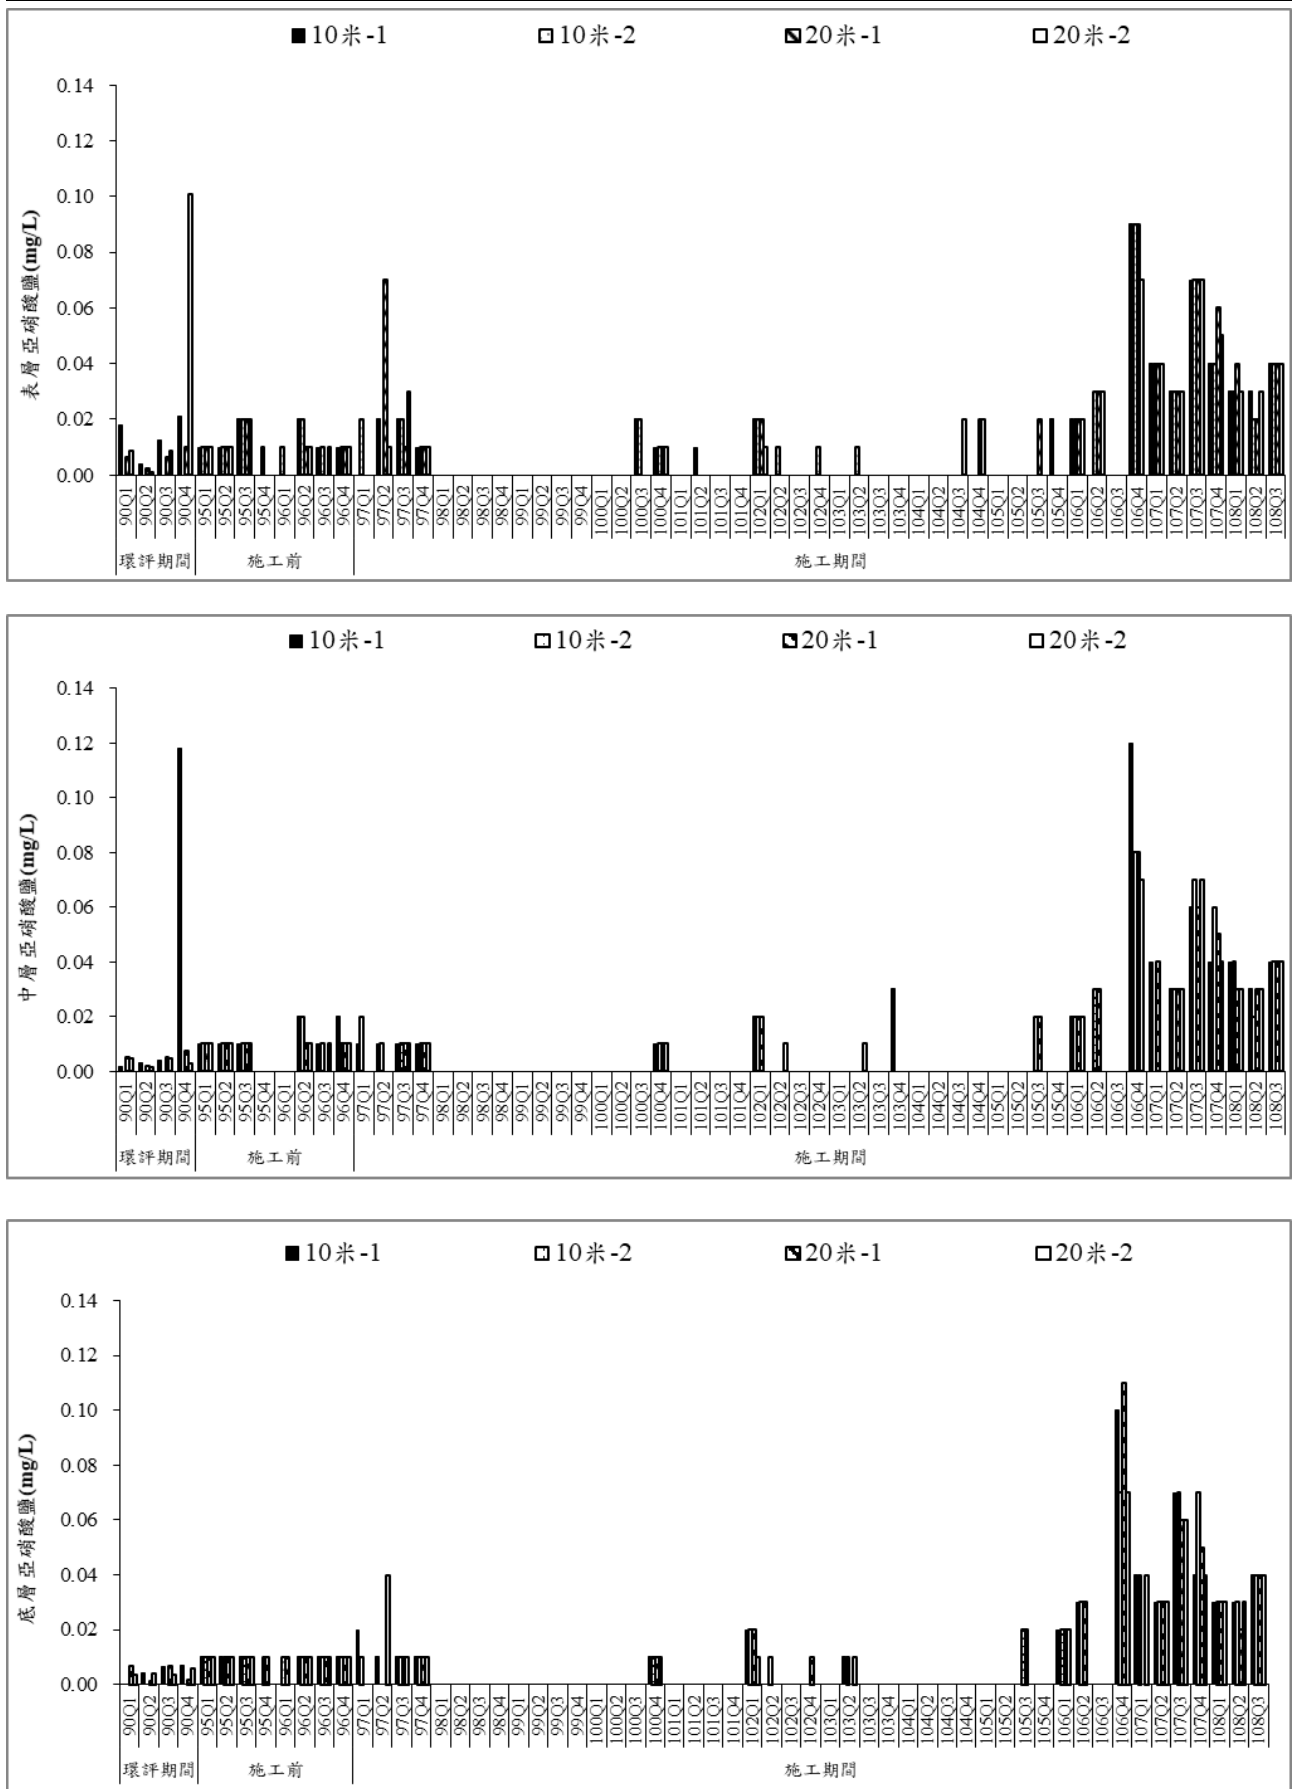 10米-1 10米-2 20米-1 20米-2
0.14
0.12
0.10
0.08
0.06
0.04
0.02
0.00
表層亞硝酸鹽(mg/L)
90Q1 90Q2 90Q3 90Q4 95Q1 95Q2 95Q3 95Q4 96Q1 96Q2 96Q3 96Q4 97Q1 97Q2 97Q3 97Q4 98Q1 98Q2 98Q3 98Q4 99Q1 99Q2 99Q3 99Q4 100Q1 100Q2 100Q3 100Q4 101Q1 101Q2 101Q3 101Q4 102Q1 102Q2 102Q3 102Q4 103Q1 103Q2 103Q3 103Q4 104Q1 104Q2 104Q3 104Q4 105Q1 105Q2 105Q3 105Q4 106Q1 106Q2 106Q3 106Q4 107Q1 107Q2 107Q3 107Q4 108Q1 108Q2 108Q3
環評期間 施工前 施工期間
10米-1 10米-2 20米-1 20米-2
0.14
0.12
0.10
0.08
0.06
0.04
0.02
0.00
中層亞硝酸鹽(mg/L)
90Q1 90Q2 90Q3 90Q4 95Q1 95Q2 95Q3 95Q4 96Q1 96Q2 96Q3 96Q4 97Q1 97Q2 97Q3 97Q4 98Q1 98Q2 98Q3 98Q4 99Q1 99Q2 99Q3 99Q4 100Q1 100Q2 100Q3 100Q4 101Q1 101Q2 101Q3 101Q4 102Q1 102Q2 102Q3 102Q4 103Q1 103Q2 103Q3 103Q4 104Q1 104Q2 104Q3 104Q4 105Q1 105Q2 105Q3 105Q4 106Q1 106Q2 106Q3 106Q4 107Q1 107Q2 107Q3 107Q4 108Q1 108Q2 108Q3
環評期間 施工前 施工期間
10米-1 10米-2 20米-1 20米-2
0.14
0.12
0.10
0.08
0.06
0.04
0.02
0.00
底層亞硝酸鹽(mg/L)
90Q1 90Q2 90Q3 90Q4 95Q1 95Q2 95Q3 95Q4 96Q1 96Q2 96Q3 96Q4 97Q1 97Q2 97Q3 97Q4 98Q1 98Q2 98Q3 98Q4 99Q1 99Q2 99Q3 99Q4 100Q1 100Q2 100Q3 100Q4 101Q1 101Q2 101Q3 101Q4 102Q1 102Q2 102Q3 102Q4 103Q1 103Q2 103Q3 103Q4 104Q1 104Q2 104Q3 104Q4 105Q1 105Q2 105Q3 105Q4 106Q1 106Q2 106Q3 106Q4 107Q1 107Q2 107Q3 107Q4 108Q1 108Q2 108Q3
環評期間 施工前 施工期間